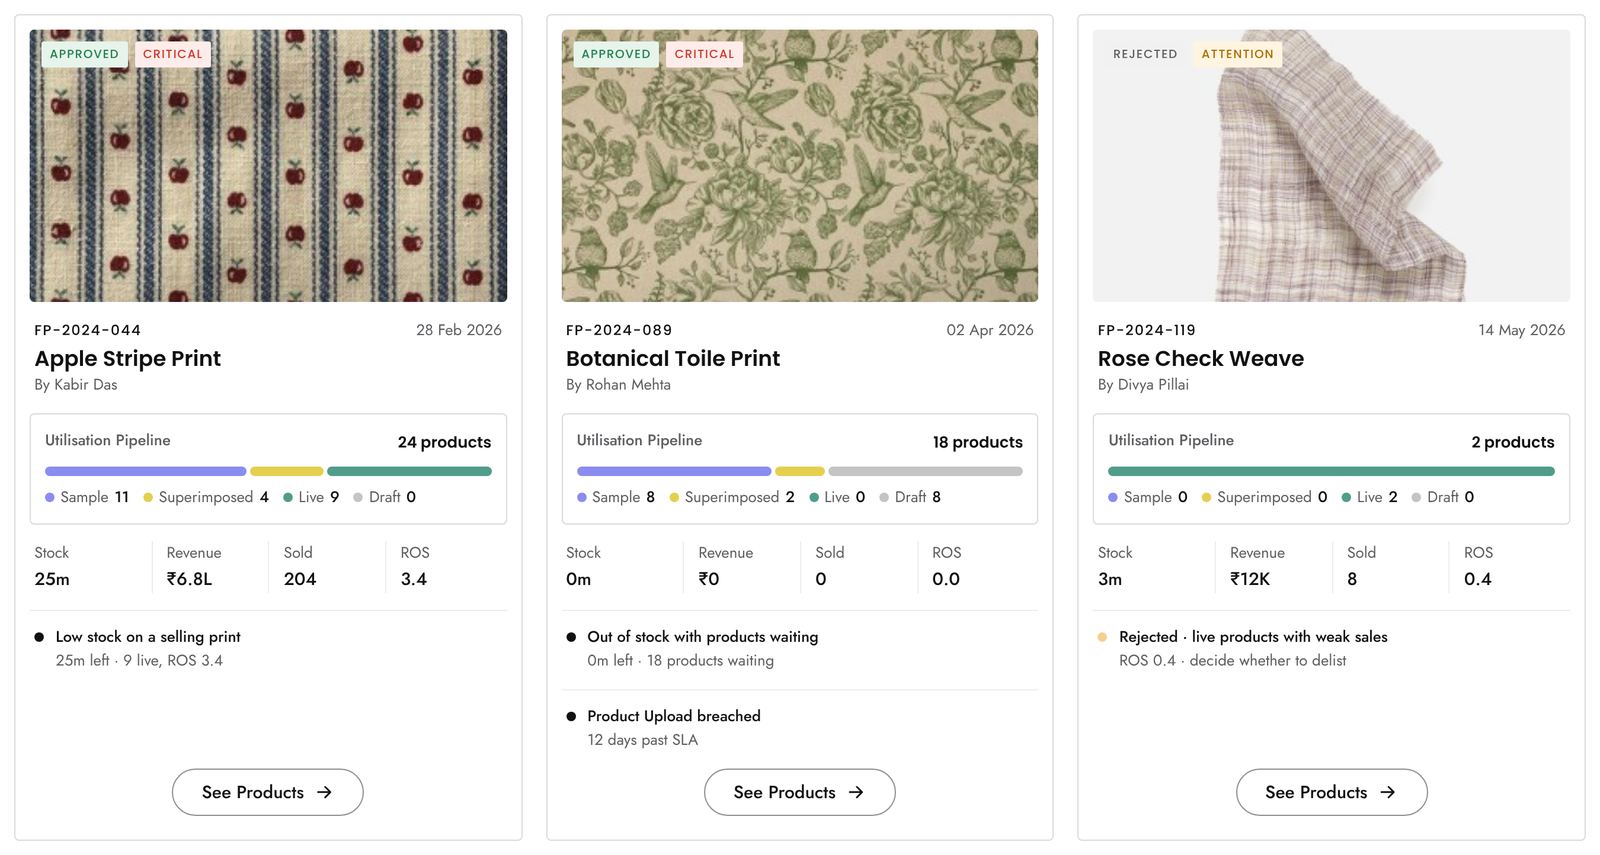 APPROVED CRITICAL
FP-2024-044 28 Feb 2026
Apple Stripe Print
By Kabir Das
Utilisation Pipeline 24 products
Sample 11 Superimposed 4 Live 9 Draft 0
Stock Revenue Sold ROS
25m ₹6.8L 204 3.4
Low stock on a selling print
25m left · 9 live, ROS 3.4
See Products →
APPROVED CRITICAL
FP-2024-089 02 Apr 2026
Botanical Toile Print
By Rohan Mehta
Utilisation Pipeline 18 products
Sample 8 Superimposed 2 Live 0 Draft 8
Stock Revenue Sold ROS
0m ₹0 0 0.0
Out of stock with products waiting
0m left · 18 products waiting
Product Upload breached
12 days past SLA
See Products →
REJECTED ATTENTION
FP-2024-119 14 May 2026
Rose Check Weave
By Divya Pillai
Utilisation Pipeline 2 products
Sample 0 Superimposed 0 Live 2 Draft 0
Stock Revenue Sold ROS
3m ₹12K 8 0.4
Rejected · live products with weak sales
ROS 0.4 · decide whether to delist
See Products →